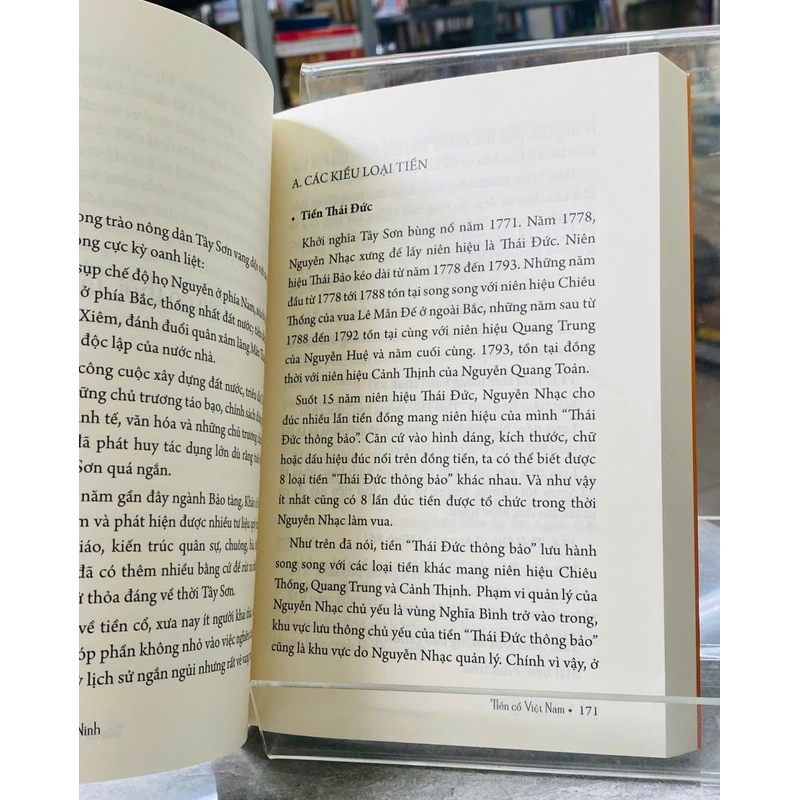 trào nông dân Tây Sơn vang
cực kỳ oanh liệt:
sụp chế độ họ Nguyễn ở phía Nam,
ở phía Bắc, thống nhất đất nước;
Xiêm, đánh đuổi quân xâm lăng
độc lập của nước nhà.
công cuộc xây dựng đất nước,
chủ trương táo bạo, chính sách
tế, văn hóa và những chủ trương
đã phát huy tác dụng lớn dù rằng
Sơn quá ngắn.
năm gần đây ngành Bảo tàng, Khảo
và phát hiện được nhiều tư liệu
giáo, kiến trúc quân sự, chuông,
đã có thêm nhiều bằng cứ để rút
thỏa đáng về thời Tây Sơn.
về tiền cổ, xưa nay ít người khai
phần không nhỏ vào việc
lịch sử ngắn ngủi nhưng rất
Ninh
A. CÁC KIỂU LOẠI TIỀN
• Tiền Thái Đức
Khởi nghĩa Tây Sơn bùng nổ năm 1771. Năm 1778,
Nguyễn Nhạc xưng đế lấy niên hiệu là Thái Đức. Niên
hiệu Thái Bảo kéo dài từ năm 1778 đến 1793. Những năm
đầu từ 1778 tới 1788 tồn tại song song với niên hiệu Chiêu
Thống của vua Lê Mẫn Đế ở ngoài Bắc, những năm sau từ
1788 đến 1792 tồn tại cùng với niên hiệu Quang Trung
của Nguyễn Huệ và năm cuối cùng. 1793, tồn tại đồng
thời với niên hiệu Cảnh Thịnh của Nguyễn Quang Toản.
Suốt 15 năm niên hiệu Thái Đức, Nguyễn Nhạc cho
đúc nhiều lần tiền đồng mang niên hiệu của mình “Thái
Đức thông bảo”. Căn cứ vào hình dáng, kích thước, chữ
hoặc dấu hiệu đúc nổi trên đồng tiền, ta có thể biết được
8 loại tiền “Thái Đức thông bảo” khác nhau. Và như vậy
ít nhất cũng có 8 lần đúc tiền được tổ chức trong thời
Nguyễn Nhạc làm vua.
Như trên đã nói, tiền “Thái Đức thông bảo” lưu hành
song song với các loại tiền khác mang niên hiệu Chiêu
Thống, Quang Trung và Cảnh Thịnh. Phạm vi quản lý của
Nguyễn Nhạc chủ yếu là vùng Nghĩa Bình trở vào trong,
khu vực lưu thông chủ yếu của tiền “Thái Đức thông bảo”
cũng là khu vực do Nguyễn Nhạc quản lý. Chính vì vậy, ở
Tiền cổ Việt Nam • 171